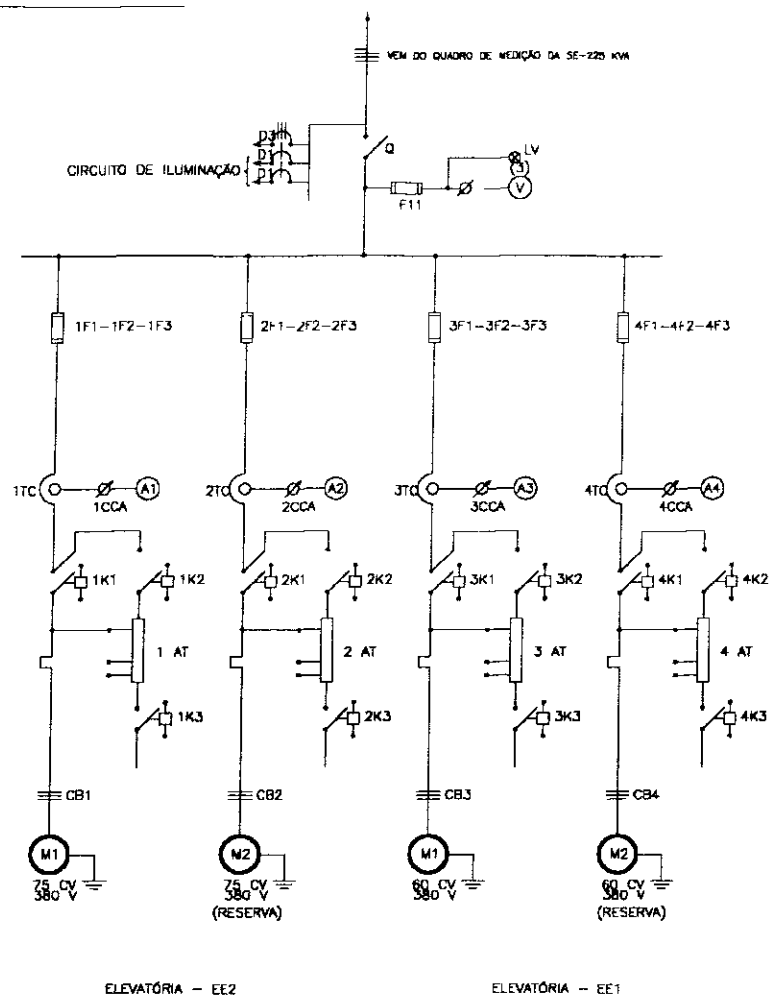 VEM DO QUADRO DE MEDIÇÃO DA SE-225 KVA
D3
D1
D1
CIRCUITO DE ILUMINAÇÃO
Q
LV
(3)
V
F11
1F1-1F2-1F3 2F1-2F2-2F3 3F1-3F2-3F3 4F1-4F2-4F3
1TC A1 2TC A2 3TC A3 4TC A4
1CCA 2CCA 3CCA 4CCA
1K1 1K2 2K1 2K2 3K1 3K2 4K1 4K2
1 AT 2 AT 3 AT 4 AT
1K3 2K3 3K3 4K3
CB1 CB2 CB3 CB4
M1 M2 M1 M2
75 CV 75 CV 60 CV 60 CV
380 V 380 V 380 V 380 V
(RESERVA) (RESERVA)
ELEVATÓRIA - EE2 ELEVATÓRIA - EE1